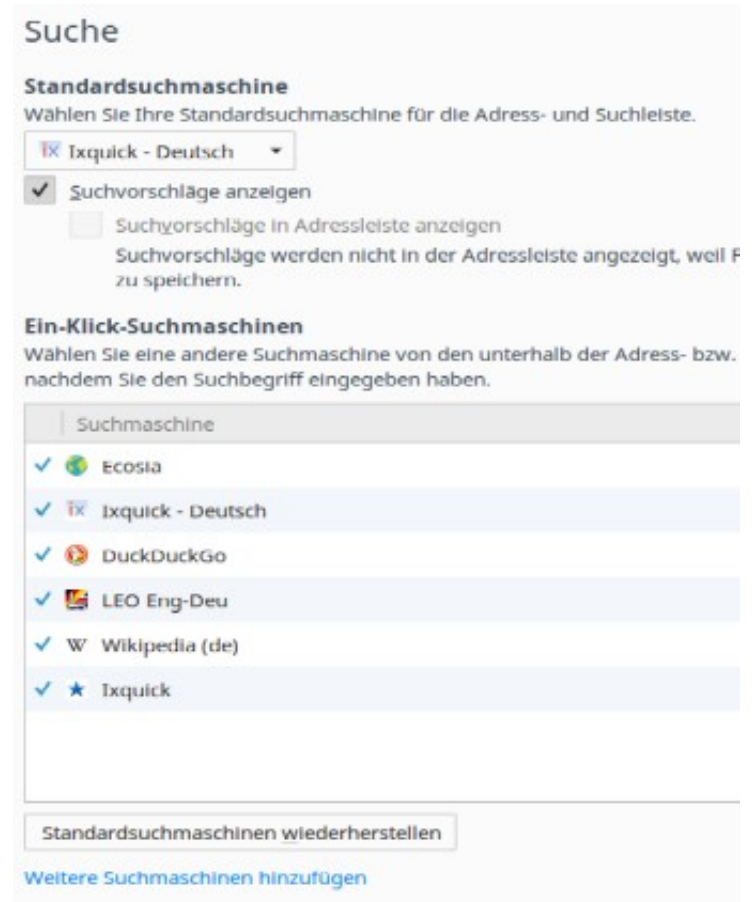 Suche
Standardsuchmaschine
Wählen Sie Ihre Standardsuchmaschine für die Adress- und Suchleiste.
Ixquick - Deutsch
Suchvorschläge anzeigen
Suchvorschläge in Adressleiste anzeigen
Suchvorschläge werden nicht in der Adressleiste angezeigt, weil F
zu speichern.
Ein-Klick-Suchmaschinen
Wählen Sie eine andere Suchmaschine von den unterhalb der Adress- bzw.
nachdem Sie den Suchbegriff eingegeben haben.
Suchmaschine
Ecosia
ix Ixquick - Deutsch
DuckDuckGo
LEO Eng-Deu
W Wikipedia (de)
Ixquick
Standardsuchmaschinen wiederherstellen
Weitere Suchmaschinen hinzufügen